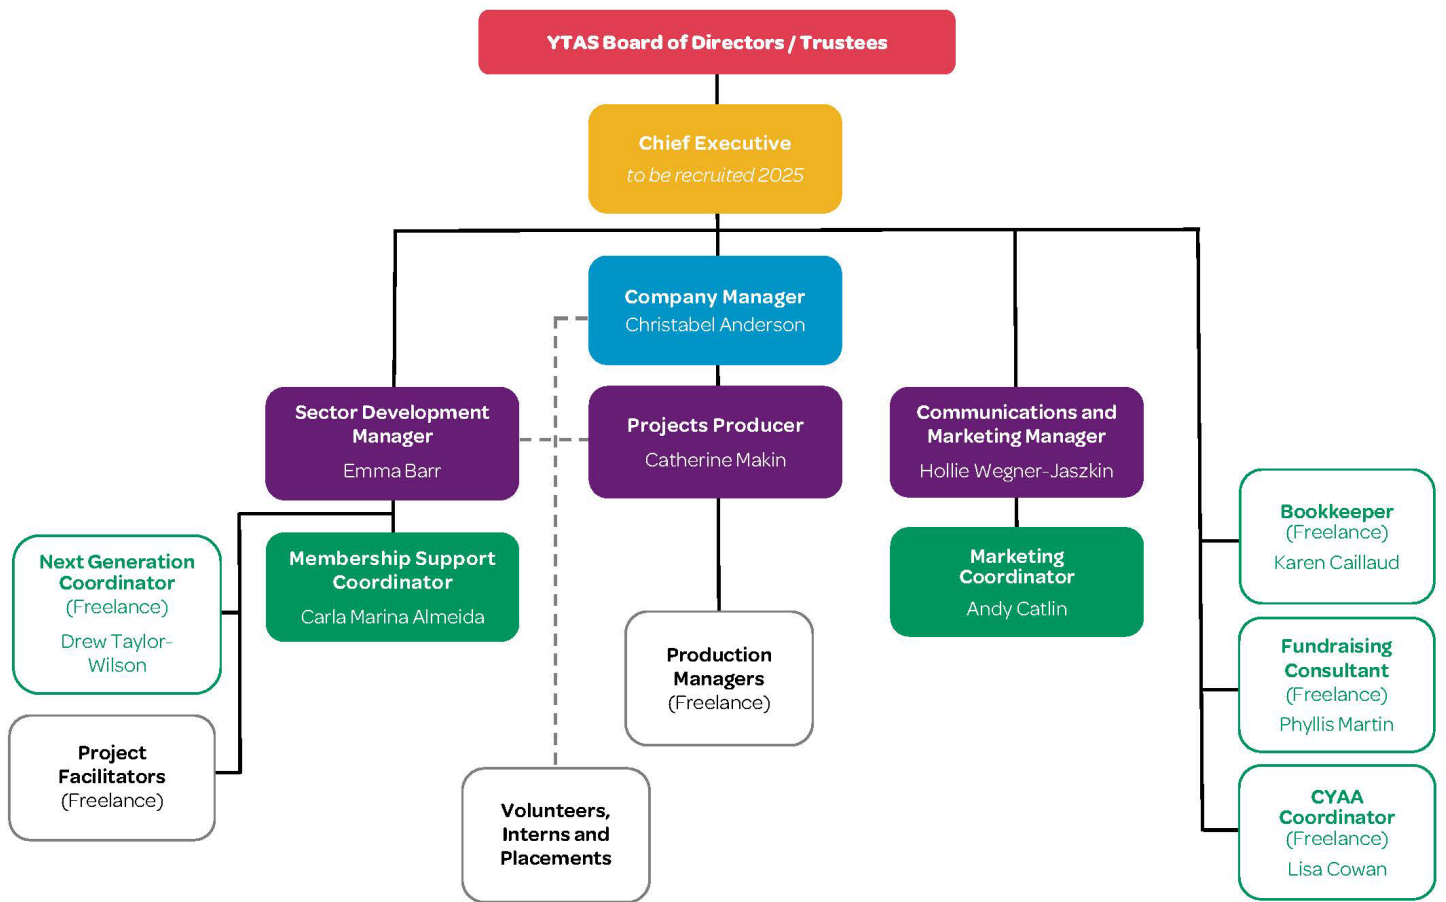 YTAS Board of Directors / Trustees
Chief Executive
to be recruited 2025
Company Manager
Christabel Anderson
Sector Development
Manager
Emma Barr
Projects Producer
Catherine Makin
Communications and
Marketing Manager
Hollie Wegner-Jaszkin
Next Generation
Coordinator
(Freelance)
Drew Taylor-
Wilson
Membership Support
Coordinator
Carla Marina Almeida
Marketing
Coordinator
Andy Catlin
Bookkeeper
(Freelance)
Karen Caillaud
Production
Managers
(Freelance)
Fundraising
Consultant
(Freelance)
Phyllis Martin
Project
Facilitators
(Freelance)
Volunteers,
Interns and
Placements
CYAA
Coordinator
(Freelance)
Lisa Cowan